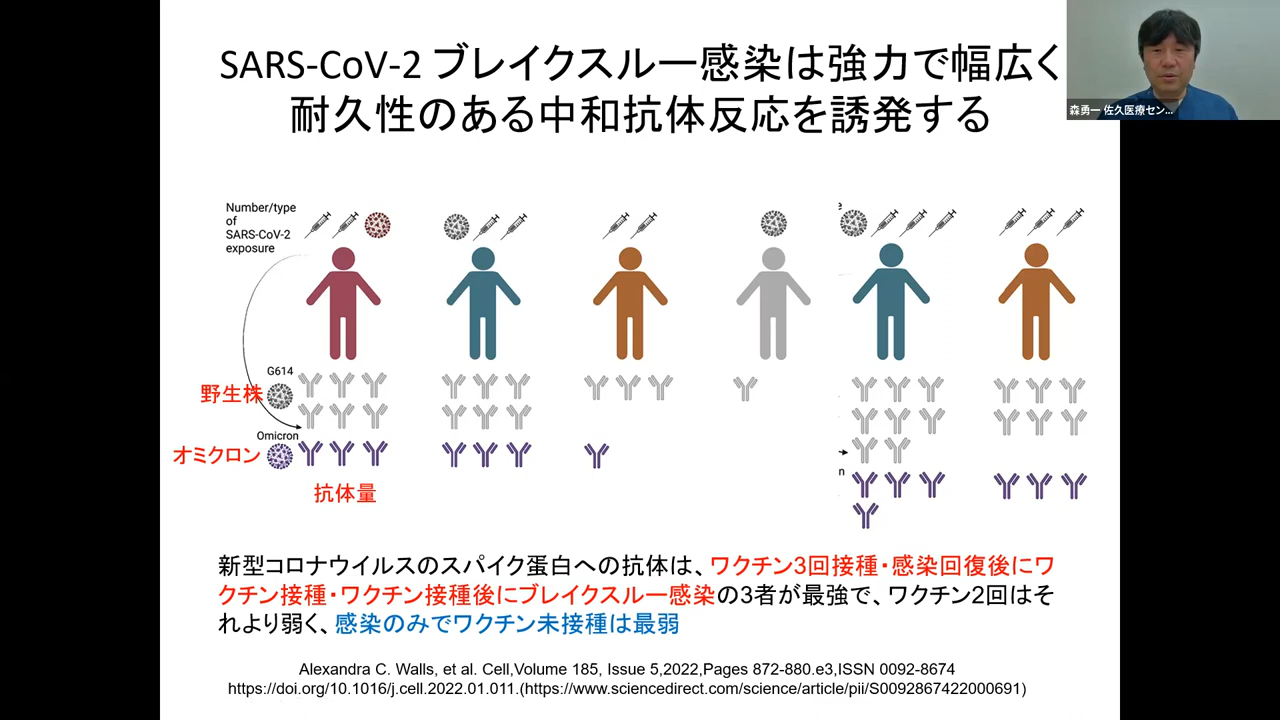 SARS-CoV-2 ブレイクスルー感染は強力で幅広く
耐久性のある中和抗体反応を誘発する
森勇一 佐久医療セン...
Number/type
of
SARS-CoV-2
exposure
e
G614
野生株
Omicron
オミクロン
n
抗体量
新型コロナウイルスのスパイク蛋白への抗体は、ワクチン3回接種・感染回復後にワ
クチン接種・ワクチン接種後にブレイクスルー感染の3者が最強で、ワクチン2回はそ
れより弱く、感染のみでワクチン未接種は最弱
Alexandra C. Walls, et al. Cell,Volume 185, Issue 5,2022,Pages 872-880.e3,ISSN 0092-8674
https://doi.org/10.1016/j.cell.2022.01.011.(https://www.sciencedirect.com/science/article/pii/S0092867422000691)